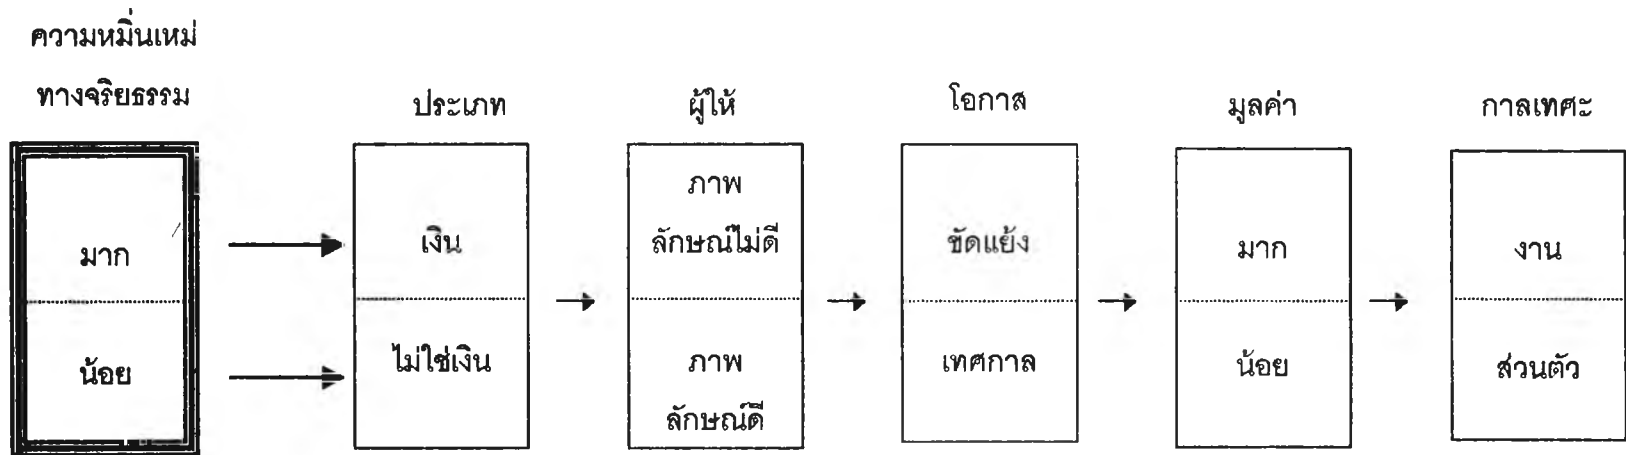 ความหมิ่นเหม่
ทางจริยธรรม
ประเภท
ผู้ให้
โอกาส
มูลค่า
กาลเทศะ
มาก
น้อย
เงิน
ไม่ใช่เงิน
ภาพ
ลักษณ์ไม่ดี
ภาพ
ลักษณ์ดี
ขัดแย้ง
เทศกาล
มาก
น้อย
งาน
ส่วนตัว